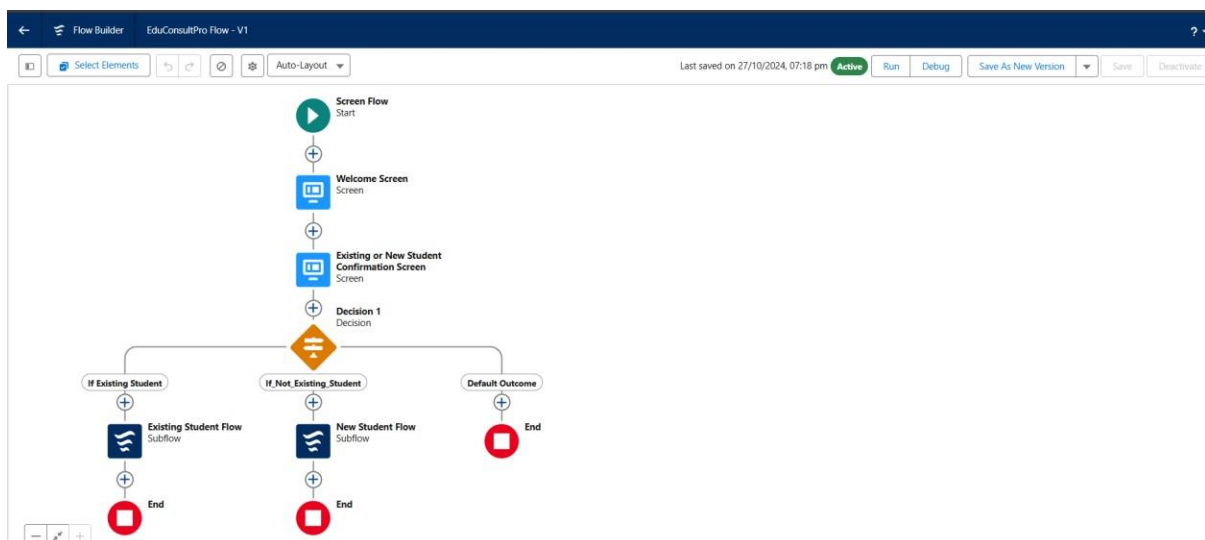 Flow Builder EduConsultPro Flow - V1 ?
Select Elements Auto-Layout Last saved on 27/10/2024, 07:18 pm Active Run Debug Save As New Version Save Deactivate
Screen Flow
Start
Welcome Screen
Screen
Existing or New Student
Confirmation Screen
Screen
Decision 1
Decision
If Existing Student If_Not_Existing_Student Default Outcome
Existing Student Flow New Student Flow End
Subflow Subflow
End End